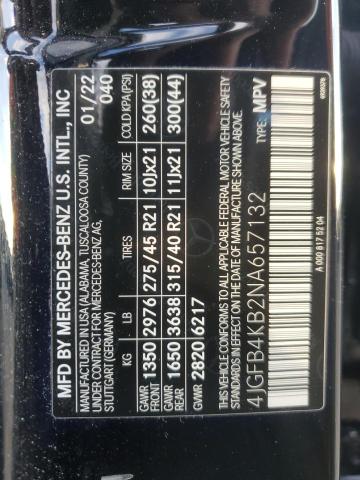 MFD BY MERCEDES-BENZ U.S. INTL., INC
MANUFACTURED IN USA (ALABAMA, TUSCALOOSA COUNTY)
UNDER CONTRACT FOR MERCEDES-BENZ AG,
STUTTGART (GERMANY)
01/22
040
KG LB TIRES RIM SIZE COLD KPA(PSI)
GAWR FRONT 1350 2976 275/45 R21 10Jx21 260(38)
GAWR REAR 1650 3638 315/40 R21 11Jx21 300(44)
GVWR 2820 6217
THIS VEHICLE CONFORMS TO ALL APPLICABLE FEDERAL MOTOR VEHICLE SAFETY
STANDARDS IN EFFECT ON THE DATE OF MANUFACTURE SHOWN ABOVE.
4JGFB4KB2NA657132 TYPE: MPV
A 000 817 52 04